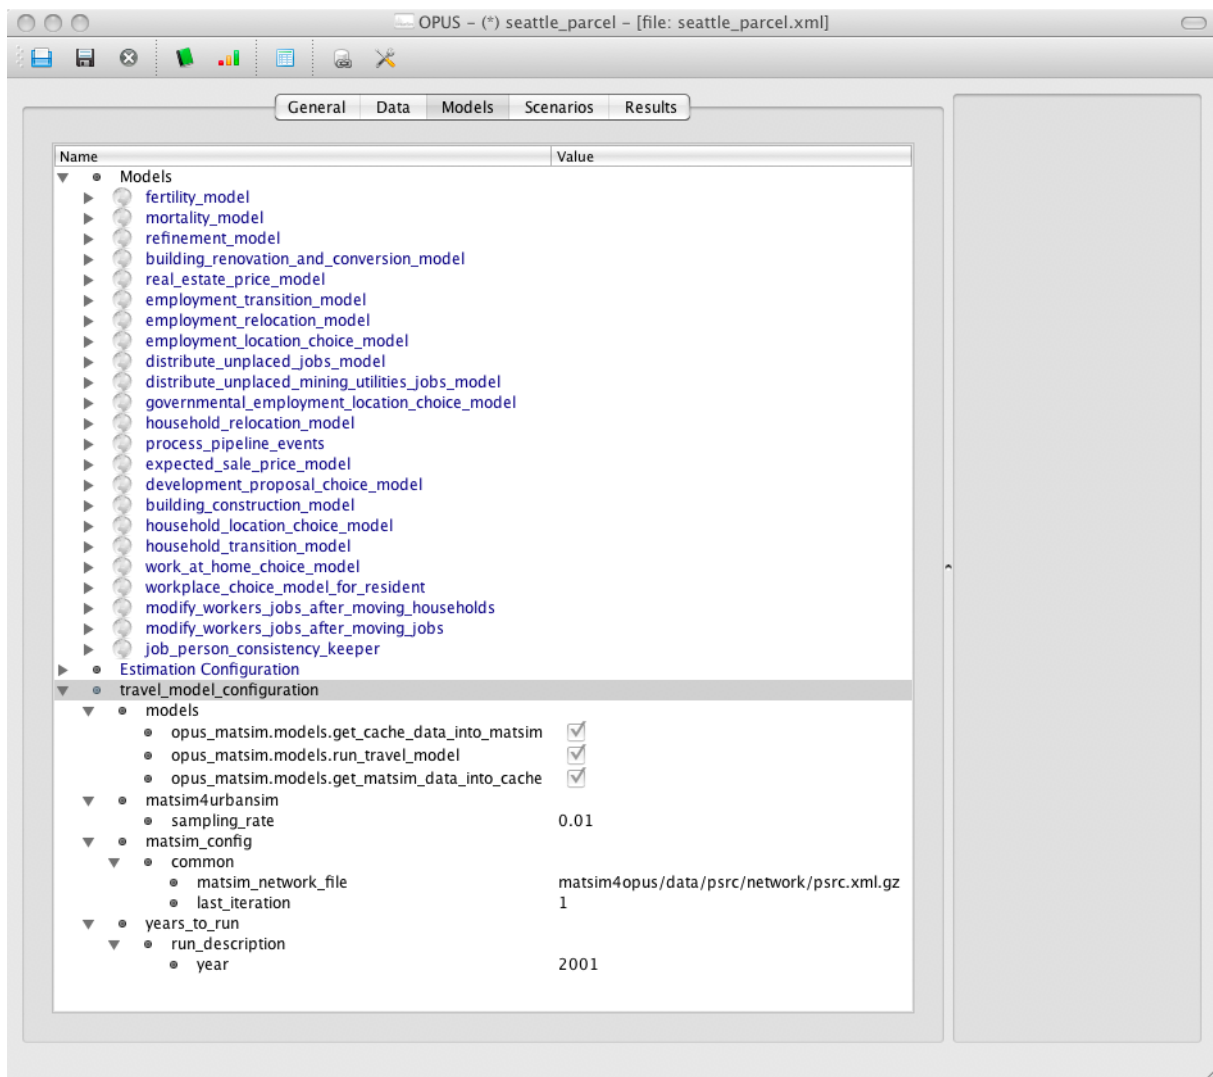 OPUS – (*) seattle_parcel – [file: seattle_parcel.xml]
General Data Models Scenarios Results
Name Value
Models
fertility_model
mortality_model
refinement_model
building_renovation_and_conversion_model
real_estate_price_model
employment_transition_model
employment_relocation_model
employment_location_choice_model
distribute_unplaced_jobs_model
distribute_unplaced_mining_utilities_jobs_model
governmental_employment_location_choice_model
household_relocation_model
process_pipeline_events
expected_sale_price_model
development_proposal_choice_model
building_construction_model
household_location_choice_model
household_transition_model
work_at_home_choice_model
workplace_choice_model_for_resident
modify_workers_jobs_after_moving_households
modify_workers_jobs_after_moving_jobs
job_person_consistency_keeper
Estimation Configuration
travel_model_configuration
models
opus_matsim.models.get_cache_data_into_matsim
opus_matsim.models.run_travel_model
opus_matsim.models.get_matsim_data_into_cache
matsim4urbansim
sampling_rate 0.01
matsim_config
common
matsim_network_file matsim4opus/data/psrc/network/psrc.xml.gz
last_iteration 1
years_to_run
run_description
year 2001